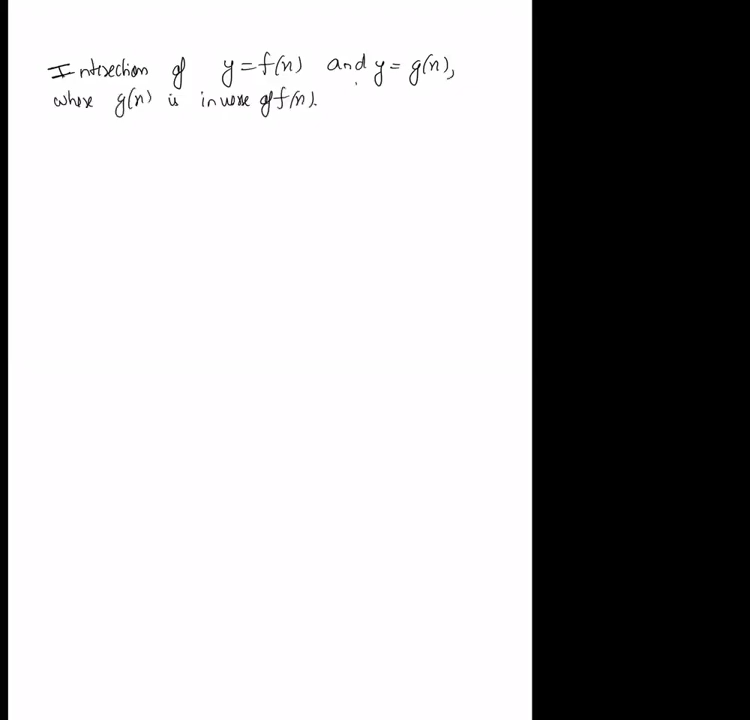 Intersection of y = f(x) and y = g(x),
where g(x) is inverse of f(x).